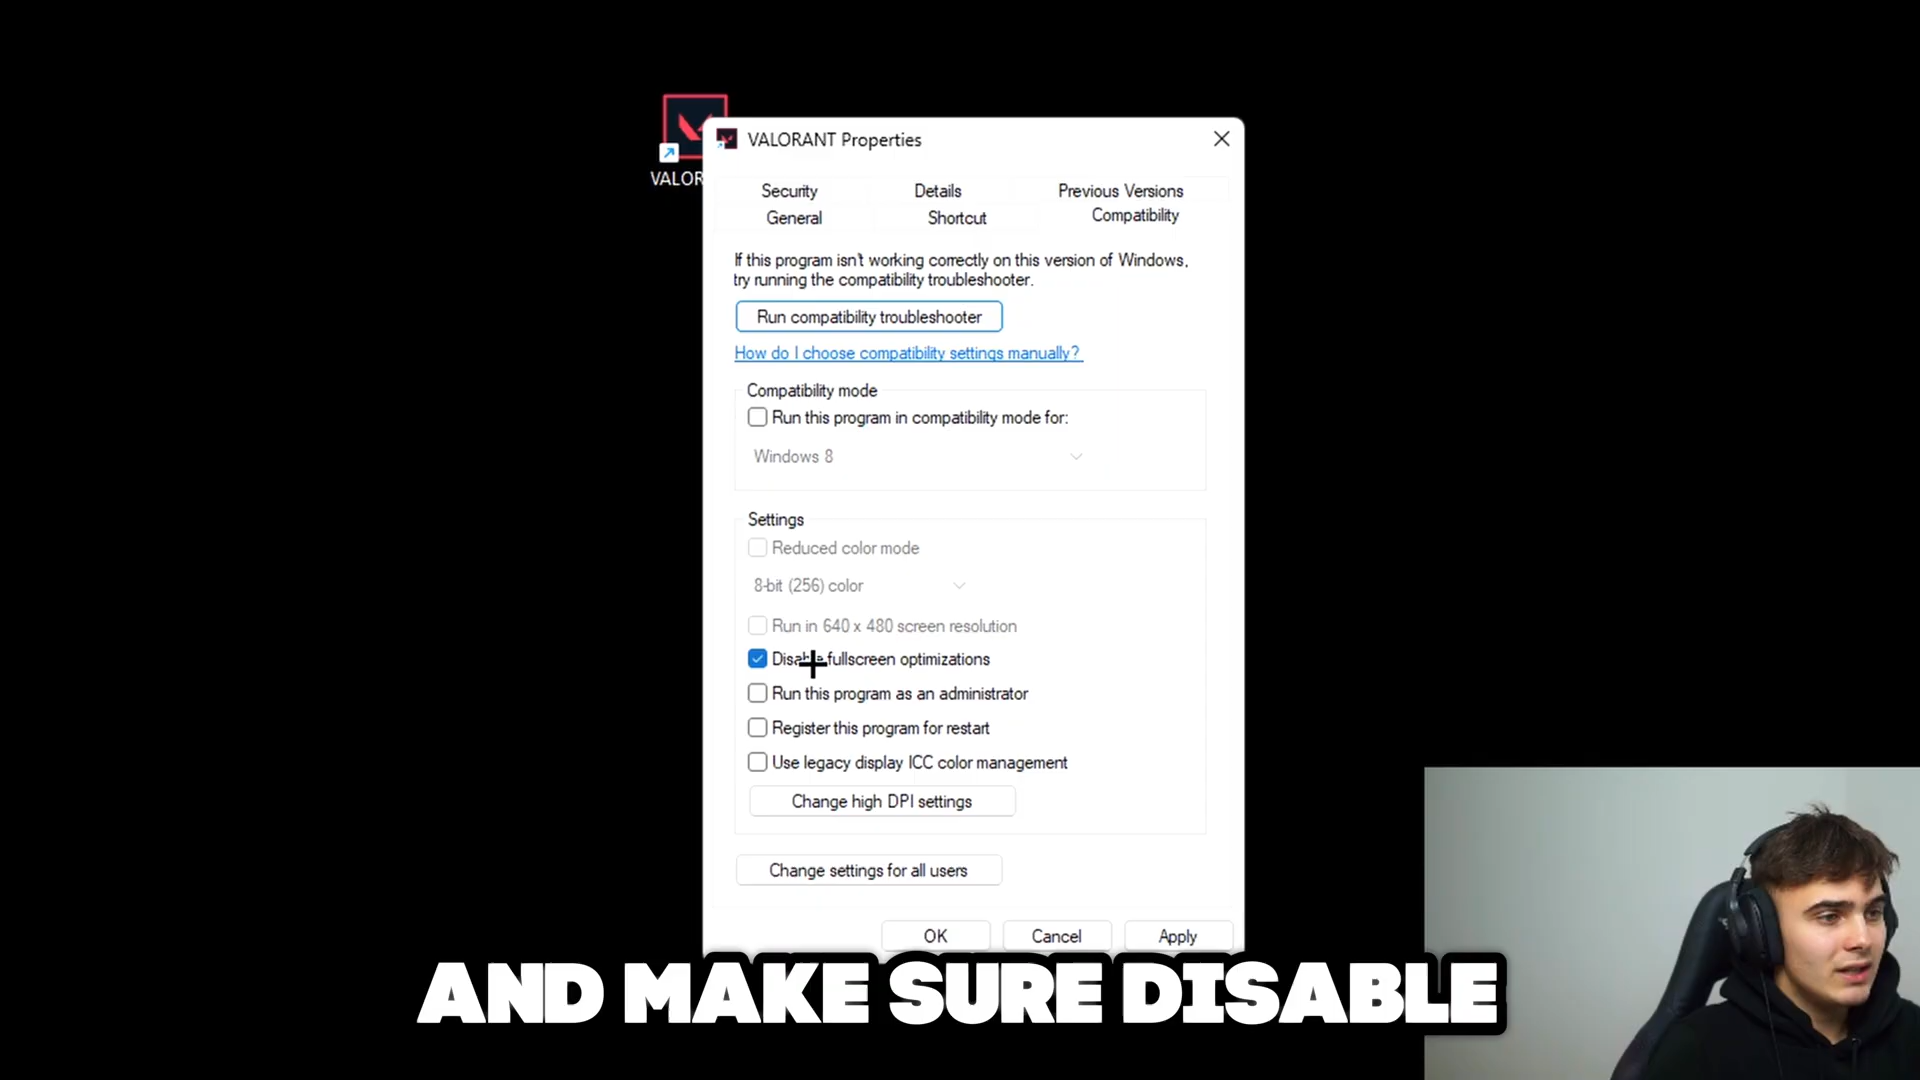 VALOR
VALORANT Properties
Security Details Previous Versions
General Shortcut Compatibility
If this program isn't working correctly on this version of Windows,
try running the compatibility troubleshooter.
Run compatibility troubleshooter
How do I choose compatibility settings manually?
Compatibility mode
Run this program in compatibility mode for:
Windows 8
Settings
Reduced color mode
8-bit (256) color
Run in 640 x 480 screen resolution
Disable fullscreen optimizations
Run this program as an administrator
Register this program for restart
Use legacy display ICC color management
Change high DPI settings
Change settings for all users
OK Cancel Apply
AND MAKE SURE DISABLE